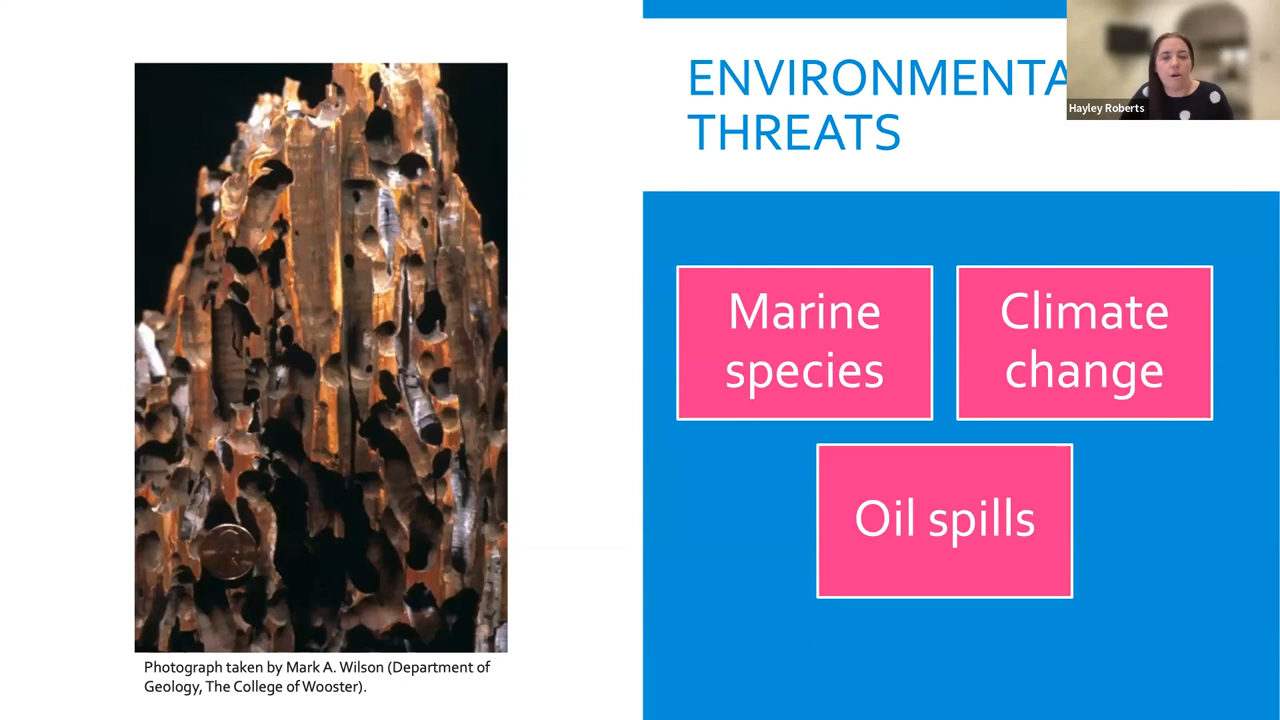 ENVIRONMENTA
THREATS
Hayley Roberts
Marine
species
Climate
change
Oil spills
Photograph taken by Mark A. Wilson (Department of
Geology, The College of Wooster).